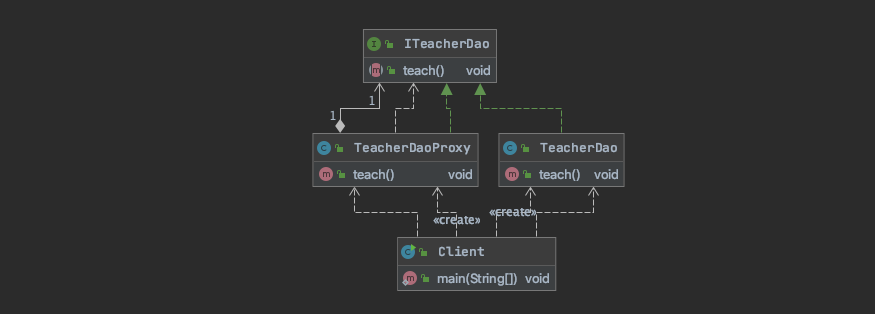 I ITeacherDao
m teach() void
1
1
C TeacherDaoProxy
m teach() void
C TeacherDao
m teach() void
«create»
«create»
C Client
m main(String[]) void